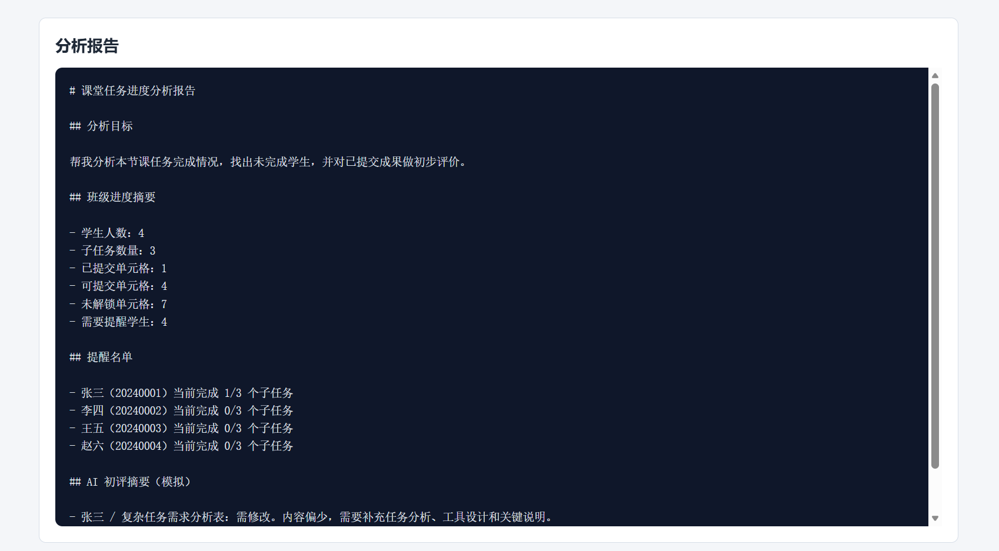 分析报告
# 课堂任务进度分析报告
## 分析目标
帮我分析本节课任务完成情况，找出未完成学生，并对已提交成果做初步评价。
## 班级进度摘要
- 学生人数：4
- 子任务数量：3
- 已提交单元格：1
- 可提交单元格：4
- 未解锁单元格：7
- 需要提醒学生：4
## 提醒名单
- 张三（20240001）当前完成 1/3 个子任务
- 李四（20240002）当前完成 0/3 个子任务
- 王五（20240003）当前完成 0/3 个子任务
- 赵六（20240004）当前完成 0/3 个子任务
## AI 初评摘要（模拟）
- 张三 / 复杂任务需求分析表：需修改。内容偏少，需要补充任务分析、工具设计和关键说明。